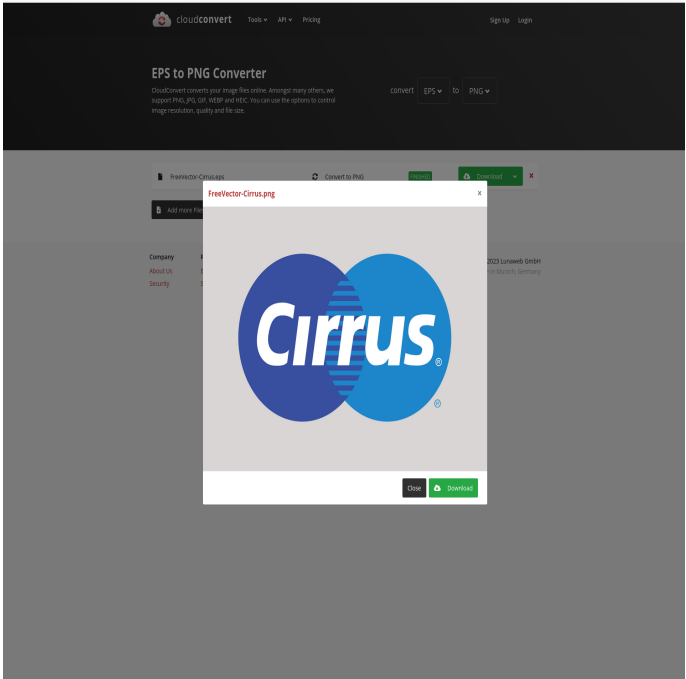 cloudconvert Tools API Pricing Sign Up Login
EPS to PNG Converter
CloudConvert converts your image files online. Amongst many others, we
support PNG, JPG, GIF, WEBP and HEIC. You can use the options to control
image resolution, quality and file size.
convert EPS to PNG
FreeVector-Cirrus.eps Convert to PNG FINISHED Download x
Add more Files
FreeVector-Cirrus.png x
Cirrus®
®
Close Download
Company
2023 Lunaweb GmbH
About Us
in Munich, Germany
Security